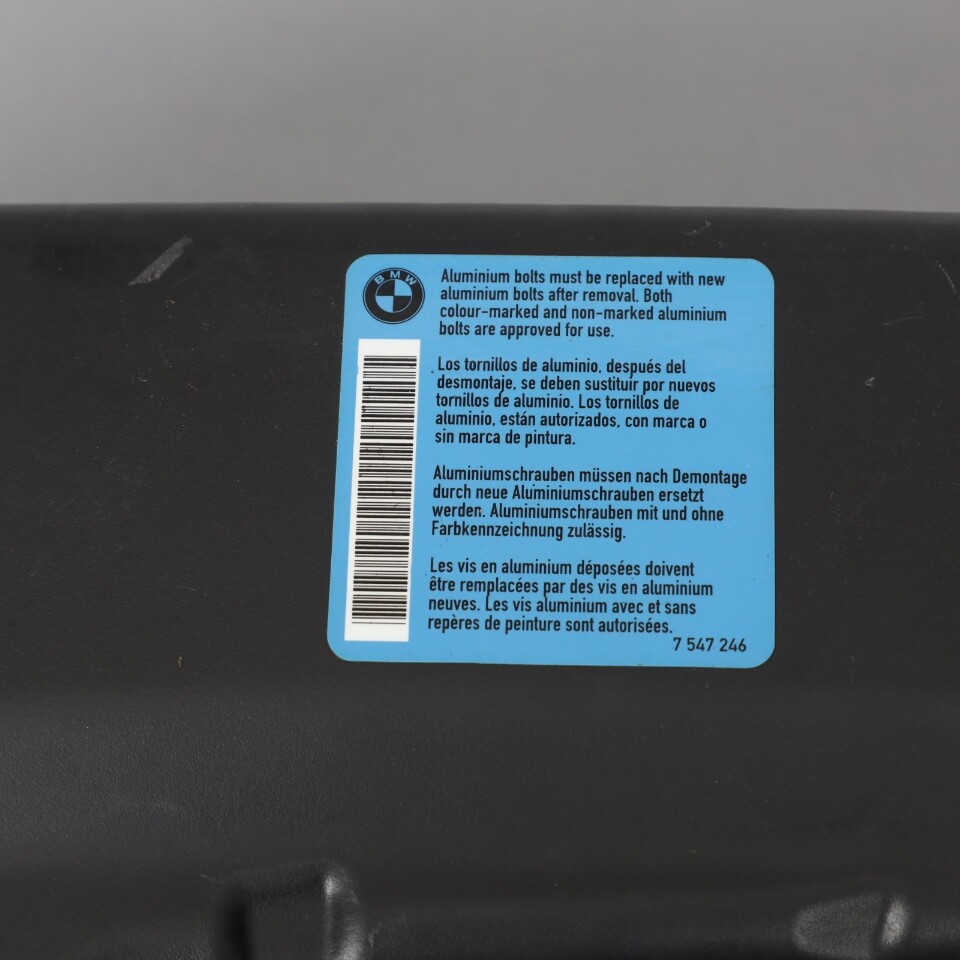 BMW
Aluminium bolts must be replaced with new
aluminium bolts after removal. Both
colour-marked and non-marked aluminium
bolts are approved for use.
Los tornillos de aluminio, después del
desmontaje, se deben sustituir por nuevos
tornillos de aluminio. Los tornillos de
aluminio, están autorizados, con marca o
sin marca de pintura.
Aluminiumschrauben müssen nach Demontage
durch neue Aluminiumschrauben ersetzt
werden. Aluminiumschrauben mit und ohne
Farbkennzeichnung zulässig.
Les vis en aluminium déposées doivent
être remplacées par des vis en aluminium
neuves. Les vis aluminium avec et sans
repères de peinture sont autorisées.
7 547 246